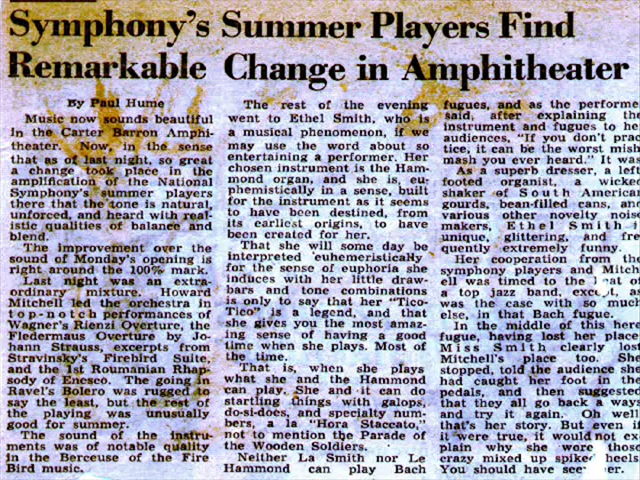 Symphony's Summer Players Find
Remarkable Change in Amphitheater
By Paul Hume
Music now sounds beautiful
in the Carter Barron Amphi-
theater. Now, in the sense
that as of last night, so great
a change took place in the
amplification of the National
Symphony's summer players
there that the tone is natural,
unforced, and heard with real-
istic qualities of balance and
blend.
The improvement over the
sound of Monday's opening is
right around the 100% mark.
Last night was an extra-
ordinary mixture. Howard
Mitchell led the orchestra in
top-notch performances of
Wagner's Rienzi Overture, the
Fledermaus Overture by Jo-
hann Strauss, excerpts from
Stravinsky's Firebird Suite,
and the 1st Roumanian Rhap-
sody of Enesco. The going in
Ravel's Bolero was rugged to
say the least, but the rest of
the playing was unusually
good for summer.
The sound of the instru-
ments was of notable quality
in the Berceuse of the Fire
Bird music.
The rest of the evening
went to Ethel Smith, who is
a musical phenomenon, if we
may use the word about so
entertaining a performer. Her
chosen instrument is the Ham-
mond organ, and she is, eu-
phemistically in a sense, built
for the instrument as it seems
to have been destined, from
its earliest origins, to have
been created for her.
That she will some day be
interpreted euhemeristically
for the sense of euphoria she
induces with her little draw-
bars and tone combinations
is only to say that her "Tico-
Tico" is a legend, and that
she gives you the most amaz-
ing sense of having a good
time when she plays. Most of
the time.
That is, when she plays
what she and the Hammond
can play. She and it can do
startling things with galops,
do-si-does, and specialty num-
bers, a la "Hora Staccato,"
not to mention the Parade of
the Wooden Soldiers.
Neither La Smith nor Le
Hammond can play Bach
fugues, and as the performe
said, after explaining the
instrument and fugues to he
audiences, "If you don't prac
tice, it can be the worst mish
mash you ever heard." It was
As a superb dresser, a left
footed organist, a wicked
shaker of South American
gourds, bean-filled cans, and
various other novelty nois
makers, Ethel Smith i
unique, glittering, and fre
quently extremely funny.
Her cooperation from the
symphony players and Mitch
ell was timed to the of
a top jazz band, as
was the case with so much
else, in that Bach fugue.
In the middle of this here
fugue, having lost her place
Miss Smith clearly lost
Mitchell's place too. She
stopped, told the audience she
had caught her foot in the
pedals, and then suggested
that they all go back a ways
and try it again. Oh well
that's her story. But even if
it were true, it would not ex
plain why she wore those
crazy mixed up spike heels
You should have